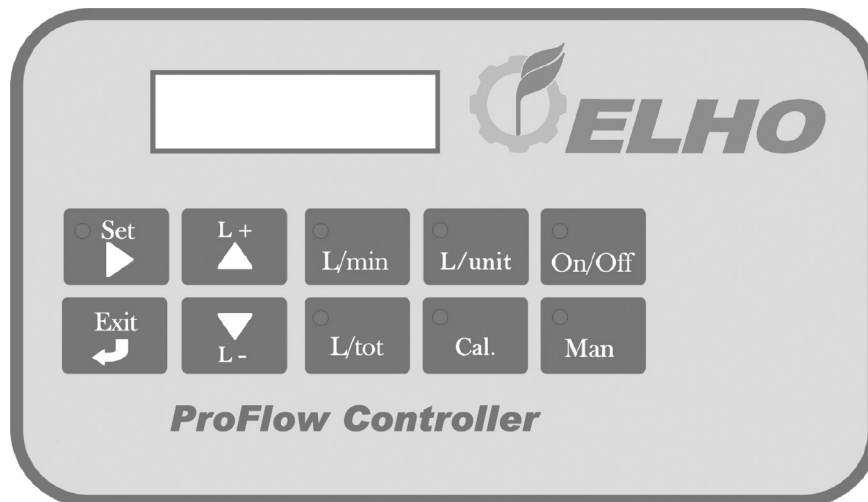 ELHO
Set
L +
L/min
L/unit
On/Off
Exit
L -
L/tot
Cal.
Man
ProFlow Controller